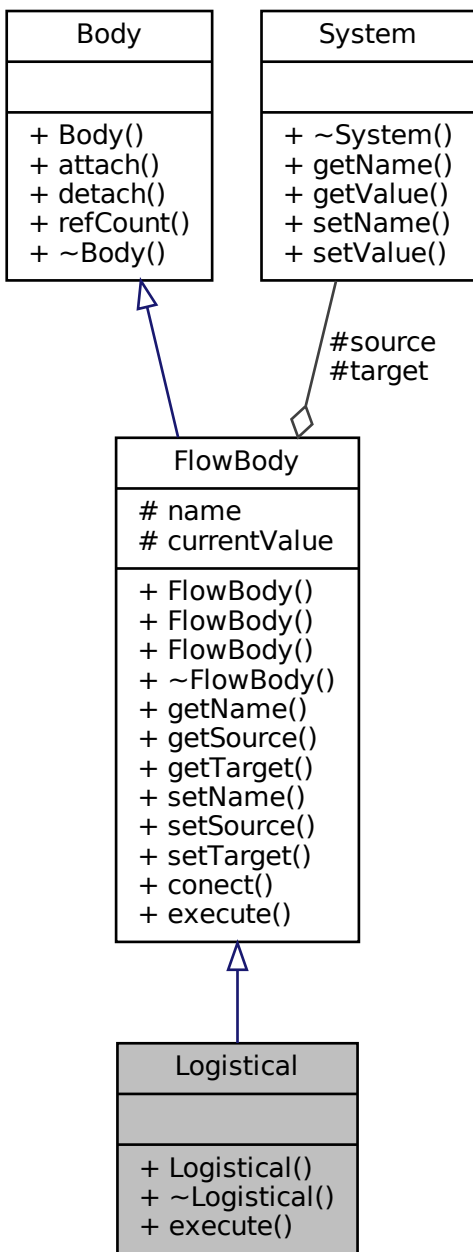 Body
+ Body()
+ attach()
+ detach()
+ refCount()
+ ~Body()
System
+ ~System()
+ getName()
+ getValue()
+ setName()
+ setValue()
#source
#target
FlowBody
# name
# currentValue
+ FlowBody()
+ FlowBody()
+ FlowBody()
+ ~FlowBody()
+ getName()
+ getSource()
+ getTarget()
+ setName()
+ setSource()
+ setTarget()
+ conect()
+ execute()
Logistical
+ Logistical()
+ ~Logistical()
+ execute()